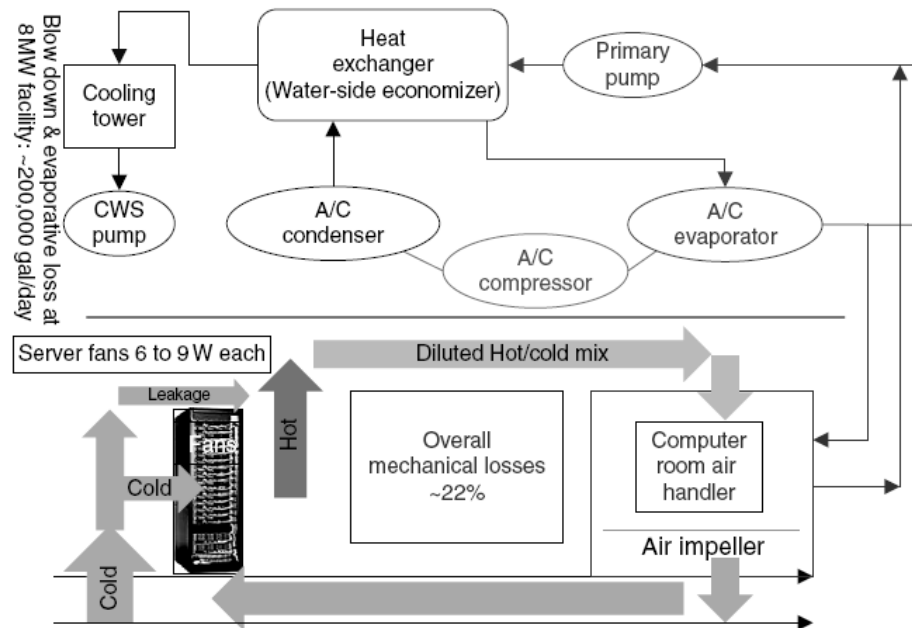 Blow down & evaporative loss at
8 MW facility: ~200,000 gal/day
Cooling
tower
CWS
pump
Heat
exchanger
(Water-side economizer)
Primary
pump
A/C
condenser
A/C
compressor
A/C
evaporator
Server fans 6 to 9 W each
Diluted Hot/cold mix
Leakage
Fans
Hot
Cold
Cold
Overall
mechanical losses
~22%
Computer
room air
handler
Air impeller